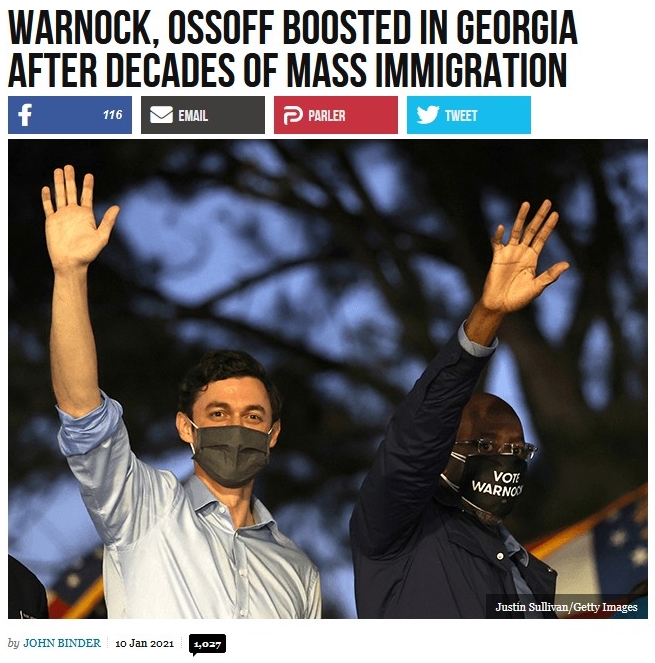 WARNOCK, OSSOFF BOOSTED IN GEORGIA
AFTER DECADES OF MASS IMMIGRATION
116
EMAIL
PARLER
TWEET
VOTE
WARNOCK
Justin Sullivan/Getty Images
by JOHN BINDER 10 Jan 2021 1,027